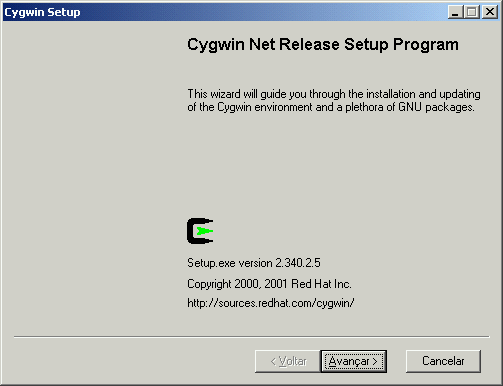 Cygwin Setup
Cygwin Net Release Setup Program
This wizard will guide you through the installation and updating
of the Cygwin environment and a plethora of GNU packages.
Setup.exe version 2.340.2.5
Copyright 2000, 2001 Red Hat Inc.
http://sources.redhat.com/cygwin/
< Voltar
Avançar >
Cancelar